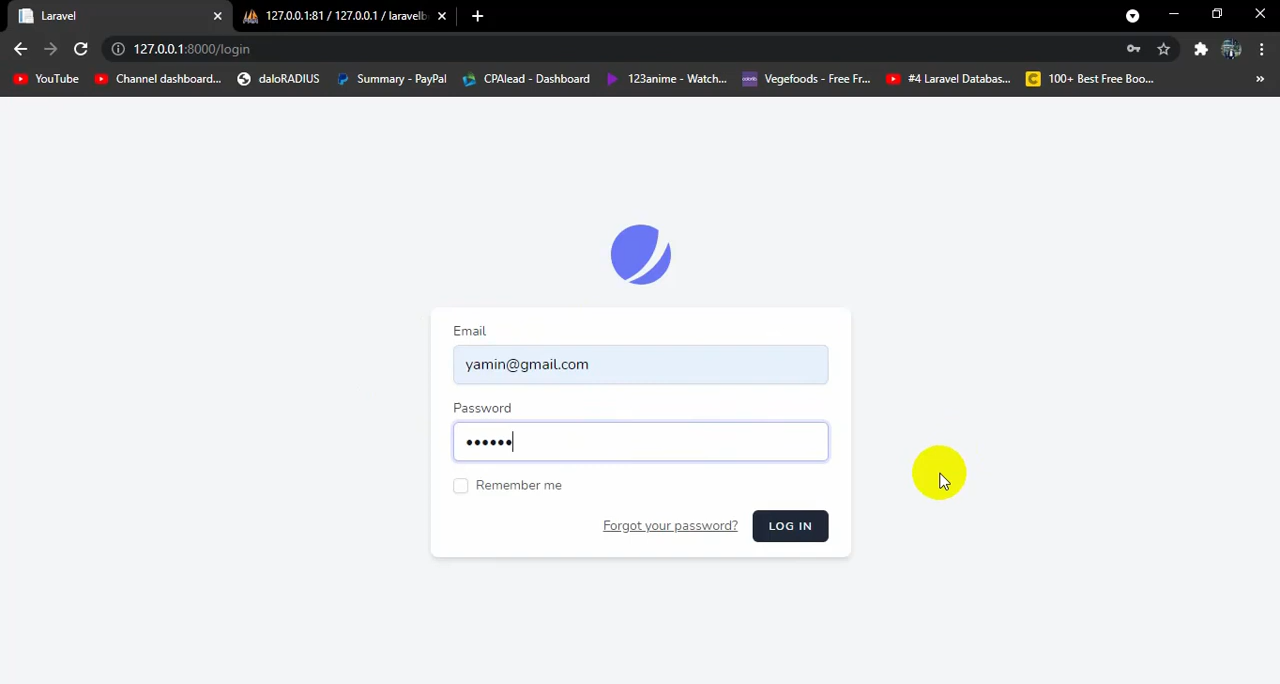 Laravel
127.0.0.1:81 / 127.0.0.1 / laravelb
127.0.0.1:8000/login
YouTube
Channel dashboard...
daloRADIUS
Summary - PayPal
CPAlead - Dashboard
123anime - Watch...
Vegefoods - Free Fr...
#4 Laravel Databas...
100+ Best Free Boo...
Email
yamin@gmail.com
Password
••••••
Remember me
Forgot your password?
LOG IN